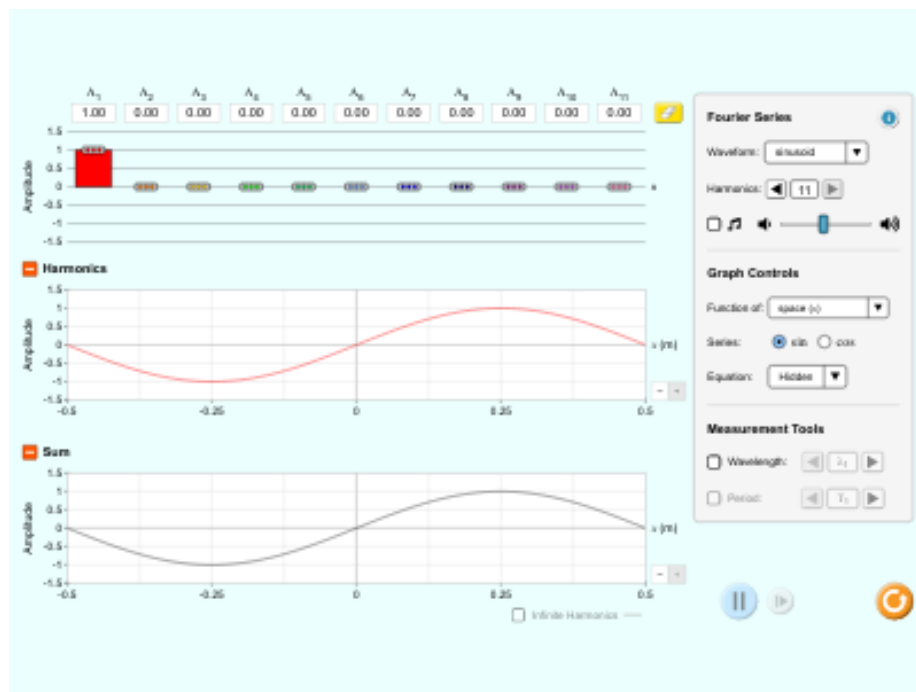 A1 A2 A3 A4 A5 A6 A7 A8 A9 A10 A11
1.00 0.00 0.00 0.00 0.00 0.00 0.00 0.00 0.00 0.00 0.00
1.5
1
0.5
0
-0.5
-1
-1.5
Amplitude
Harmonics
1.5
1
0.5
0
-0.5
-1
-1.5
Amplitude
x (m)
-0.5 -0.25 0 0.25 0.5
Sum
1.5
1
0.5
0
-0.5
-1
-1.5
Amplitude
x (m)
-0.5 -0.25 0 0.25 0.5
Infinite Harmonics
Fourier Series
Waveform: sinusoid
Harmonics: 11
Graph Controls
Function of: space (x)
Series: sin cos
Equation: Hidden
Measurement Tools
Wavelength: λ1
Period: T1